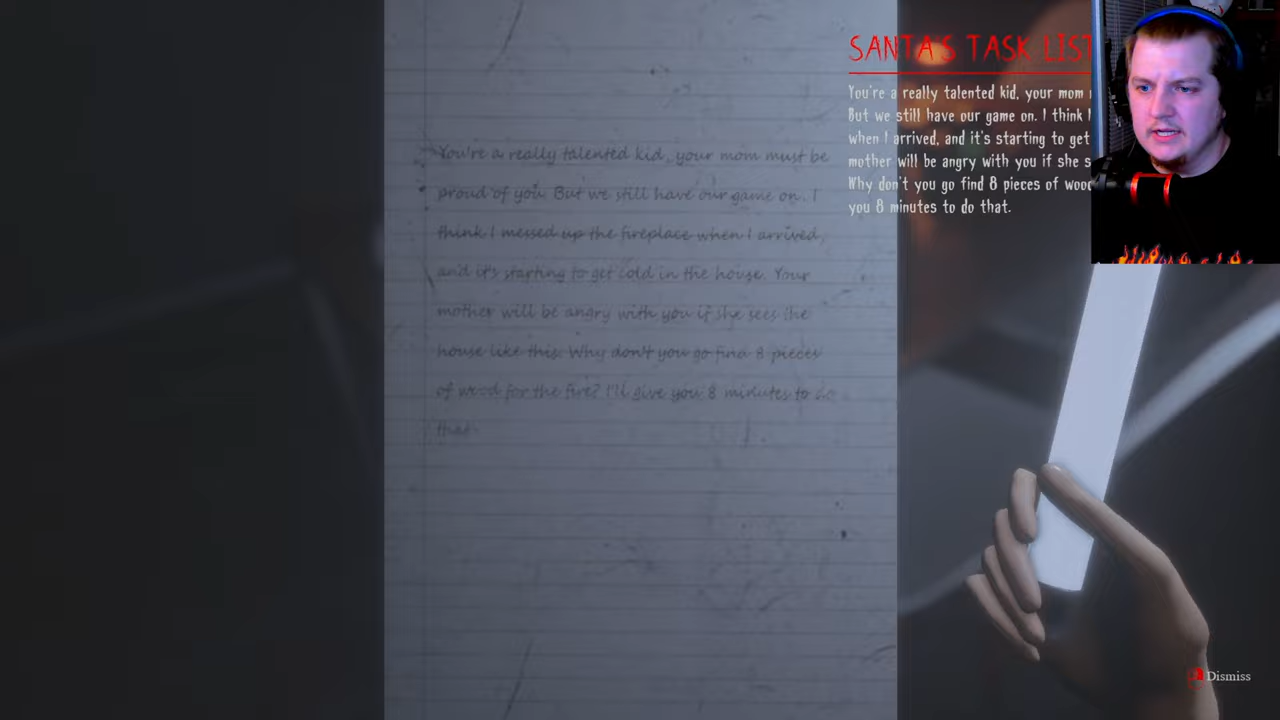 You're a really talented kid, your mom must be
proud of you. But we still have our game on. I
think I messed up the fireplace when I arrived,
and it's starting to get cold in the house. Your
mother will be angry with you if she sees the
house like this. Why don't you go find 8 pieces
of wood for the fire? I'll give you 8 minutes to do
that.
SANTA'S TASK LIST
You're a really talented kid, your mom
But we still have our game on. I think I
when I arrived, and it's starting to get
mother will be angry with you if she s
Why don't you go find 8 pieces of wood
you 8 minutes to do that.
Dismiss